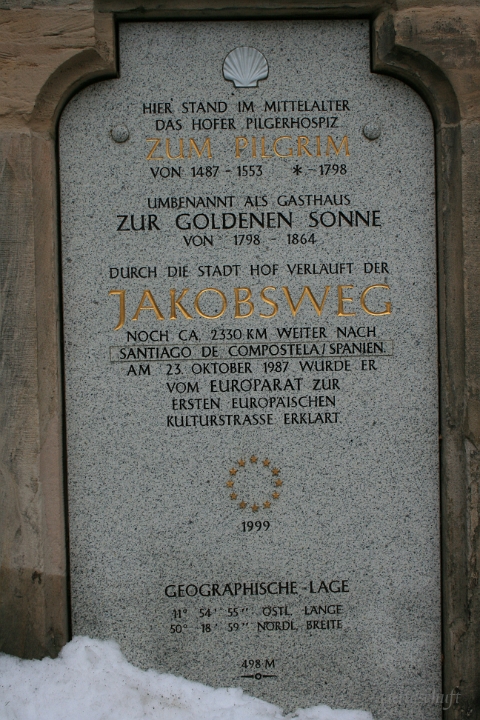 HIER STAND IM MITTELALTER
DAS HOFER PILGERHOSPIZ
ZUM PILGRIM
VON 1487 - 1553 * - 1798
UMBENANNT ALS GASTHAUS
ZUR GOLDENEN SONNE
VON 1798 - 1864
DURCH DIE STADT HOF VERLÄUFT DER
JAKOBSWEG
NOCH CA. 2330 KM WEITER NACH
SANTIAGO DE COMPOSTELA/SPANIEN.
AM 23. OKTOBER 1987 WURDE ER
VOM EUROPARAT ZUR
ERSTEN EUROPÄISCHEN
KULTURSTRASSE ERKLÄRT.
1999
GEOGRAPHISCHE-LAGE
11° 54' 55'' ÖSTL. LÄNGE
50° 18' 59'' NÖRDL. BREITE
498 M